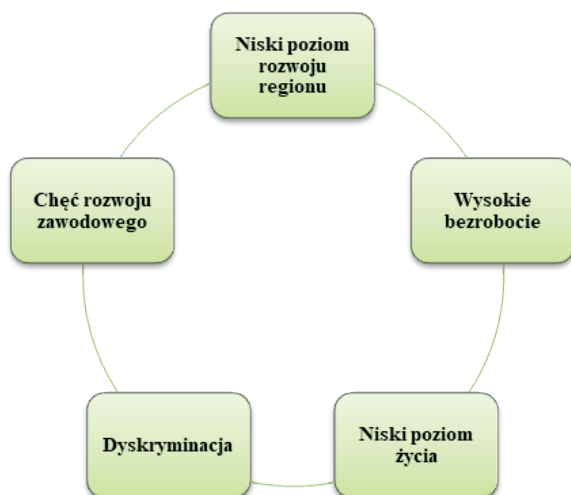 Niski poziom
rozwoju
regionu
Chęć rozwoju
zawodowego
Wysokie
bezrobocie
Dyskryminacja
Niski poziom
życia